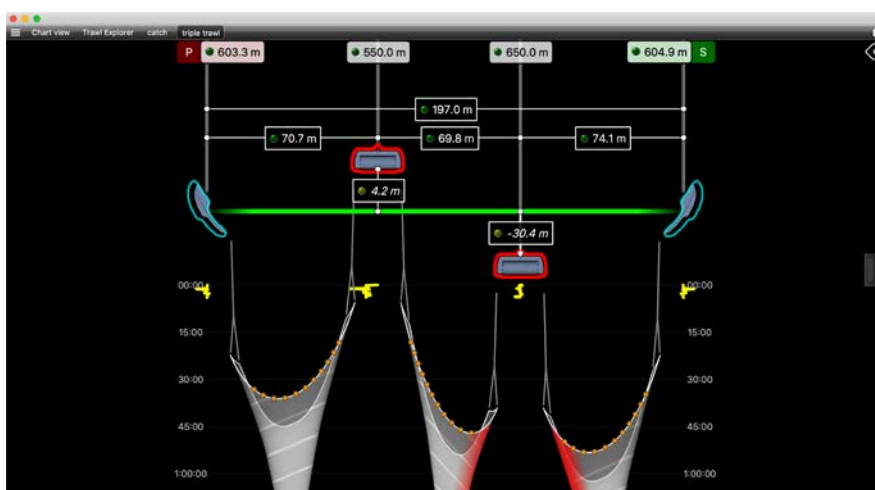 Chart view Trawl Explorer catch triple trawl
P 603.3 m 550.0 m 650.0 m 604.9 m S
197.0 m
70.7 m 69.8 m 74.1 m
4.2 m
-30.4 m
00:00 00:00
15:00 15:00
30:00 30:00
45:00 45:00
1:00:00 1:00:00